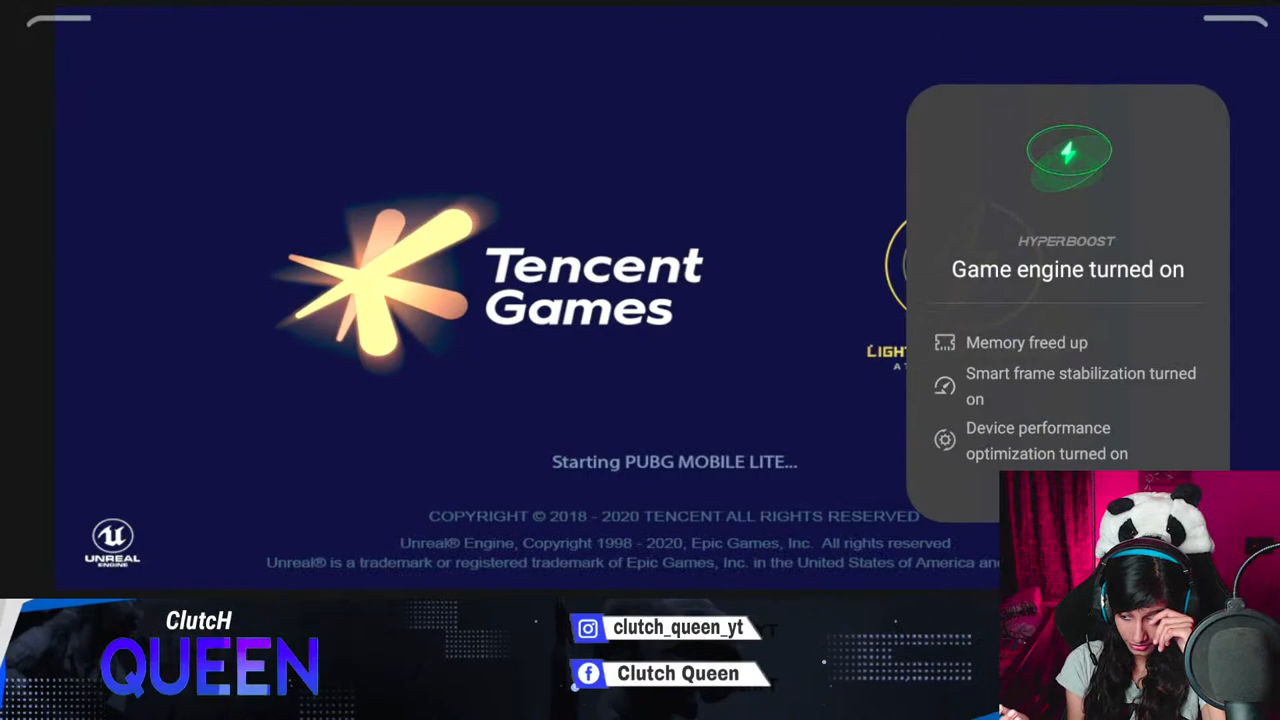 Tencent
Games
LIGH
A
HYPERBOOST
Game engine turned on
Memory freed up
Smart frame stabilization turned
on
Device performance
optimization turned on
Starting PUBG MOBILE LITE...
COPYRIGHT © 2018 - 2020 TENCENT ALL RIGHTS RESERVED
Unreal® Engine, Copyright 1998 - 2020, Epic Games, Inc. All rights reserved
Unreal® is a trademark or registered trademark of Epic Games, Inc. in the United States of America and
UNREAL
ENGINE
ClutcH
QUEEN
clutch_queen_yt
Clutch Queen